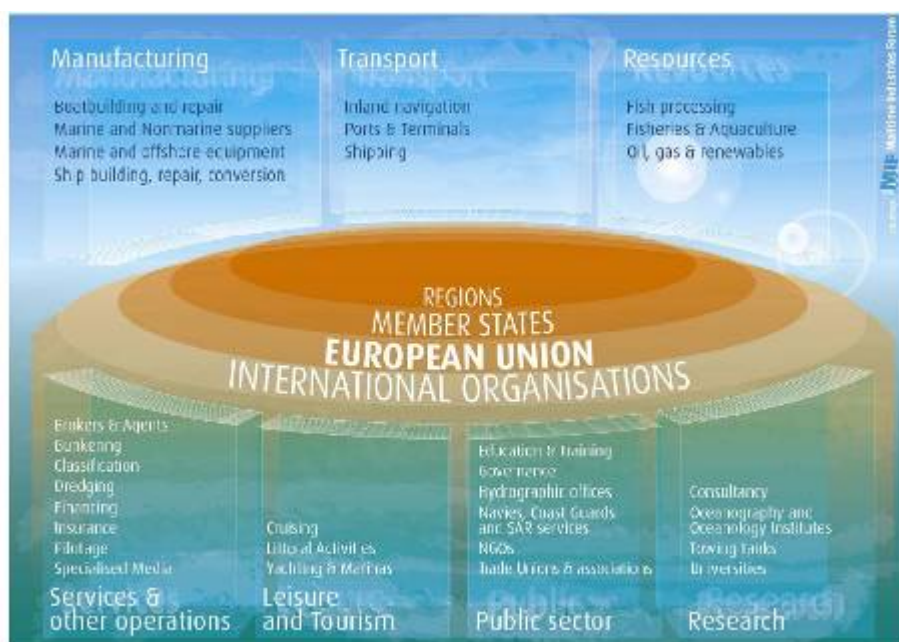 Manufacturing
Boatbuilding and repair
Marine and Nonmarine suppliers
Marine and offshore equipment
Ship building, repair, conversion
Transport
Inland navigation
Ports & Terminals
Shipping
Resources
Fish processing
Fisheries & Aquaculture
Oil, gas & renewables
MIF Maritime Industries Forum
REGIONS
MEMBER STATES
EUROPEAN UNION
INTERNATIONAL ORGANISATIONS
Brokers & Agents
Bunkering
Classification
Dredging
Financing
Insurance
Pilotage
Specialised Media
Services &
other operations
Cruising
Littoral Activities
Yachting & Marinas
Leisure
and Tourism
Education & Training
Governance
Hydrographic offices
Navies, Coast Guards
and SAR services
NGOs
Trade Unions & associations
Public sector
Consultancy
Oceanography and
Oceanology Institutes
Towing tanks
Universities
Research